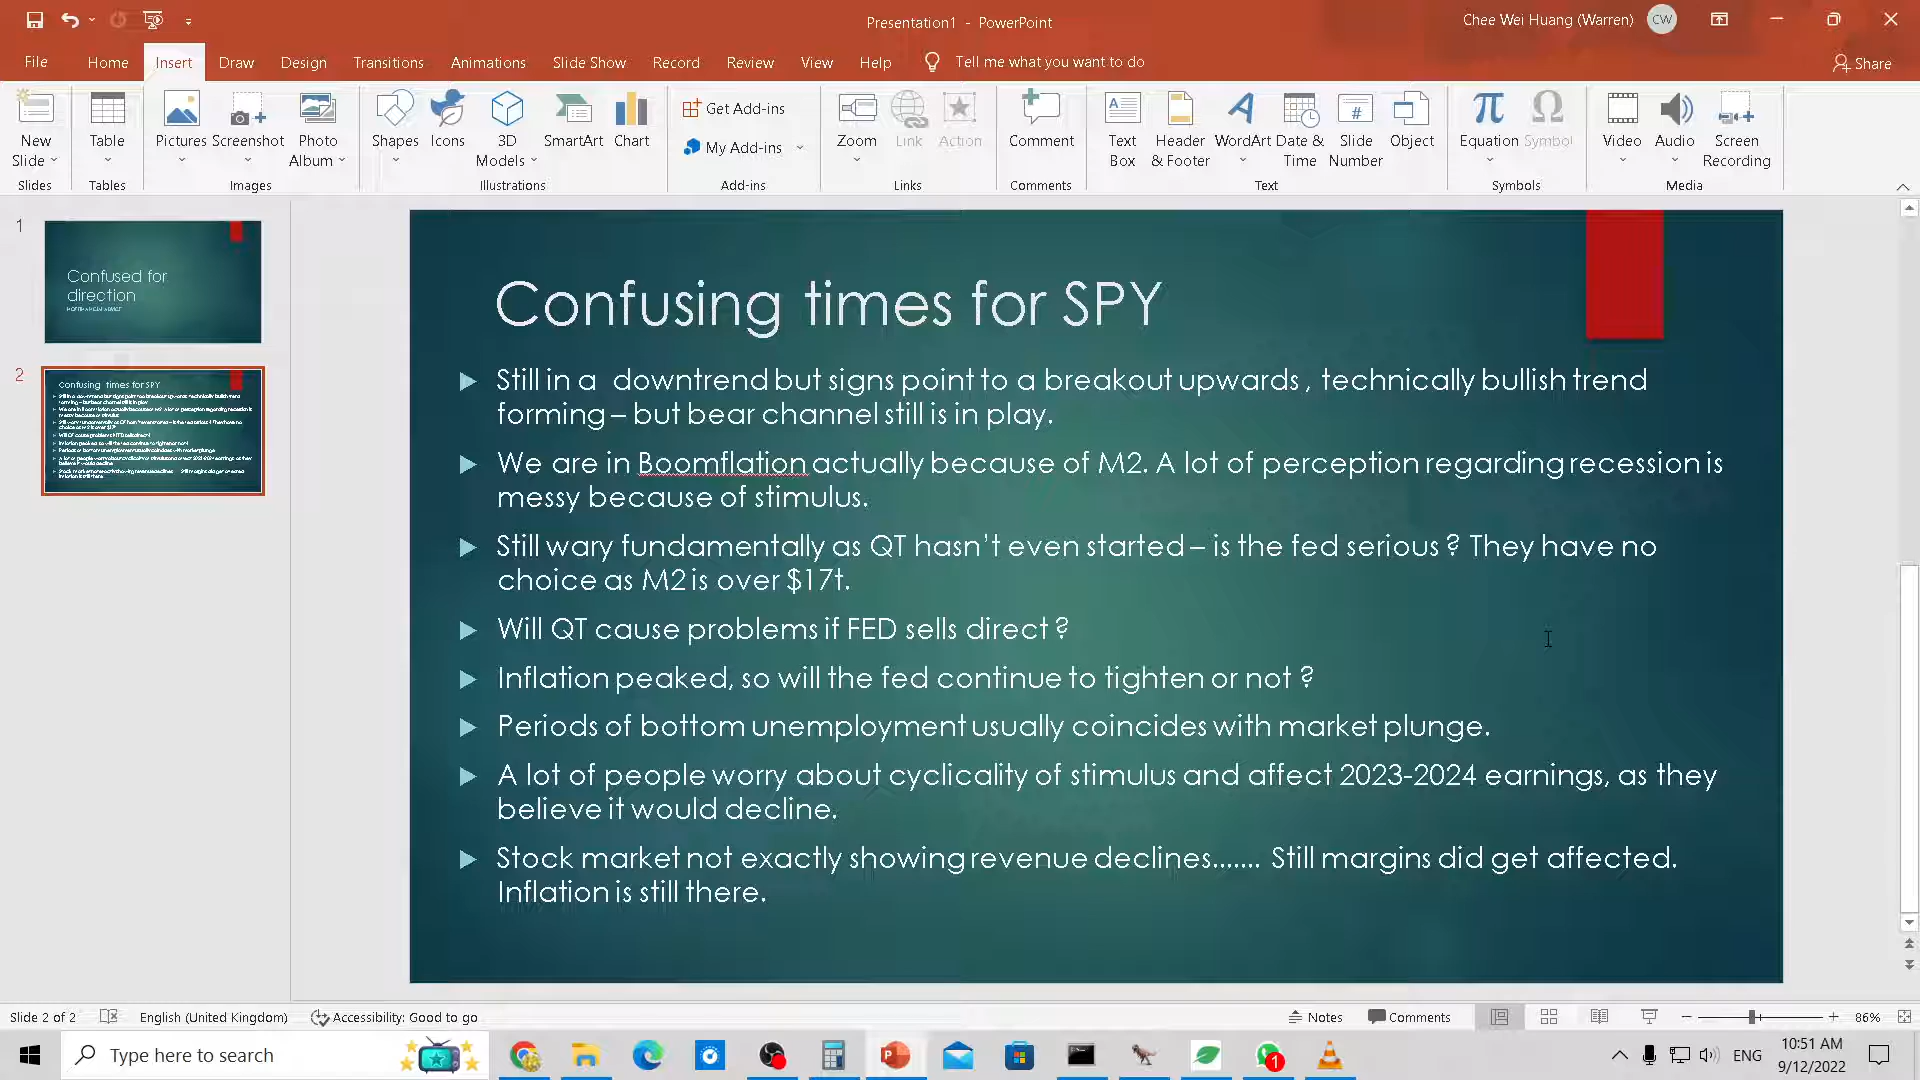 Presentation1 - PowerPoint
Chee Wei Huang (Warren) CW
File Home Insert Draw Design Transitions Animations Slide Show Record Review View Help Tell me what you want to do Share
New Slide Table Pictures Screenshot Photo Album Shapes Icons 3D Models SmartArt Chart Get Add-ins My Add-ins Zoom Link Action Comment Text Box Header & Footer WordArt Date & Time Slide Number Object Equation Symbol Video Audio Screen Recording
Slides Tables Images Illustrations Add-ins Links Comments Text Symbols Media
1
Confused for
direction
2
Confusing times for SPY
Confusing times for SPY
Still in a downtrend but signs point to a breakout upwards , technically bullish trend
forming – but bear channel still is in play.
We are in Boomflation actually because of M2. A lot of perception regarding recession is
messy because of stimulus.
Still wary fundamentally as QT hasn't even started – is the fed serious ? They have no
choice as M2 is over $17t.
Will QT cause problems if FED sells direct ?
Inflation peaked, so will the fed continue to tighten or not ?
Periods of bottom unemployment usually coincides with market plunge.
A lot of people worry about cyclicality of stimulus and affect 2023-2024 earnings, as they
believe it would decline.
Stock market not exactly showing revenue declines....... Still margins did get affected.
Inflation is still there.
Slide 2 of 2 English (United Kingdom) Accessibility: Good to go Notes Comments 86%
Type here to search
1
ENG
10:51 AM
9/12/2022